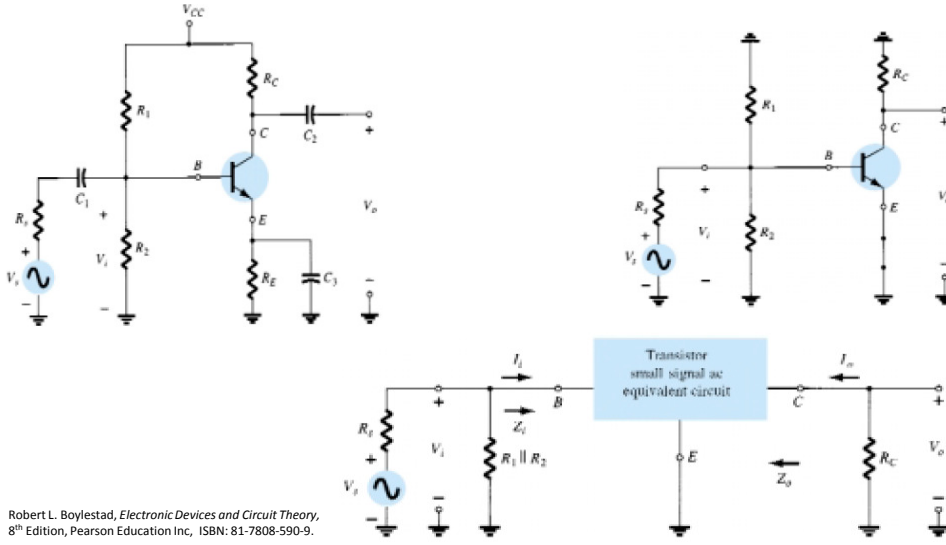 V_CC
R_C
R_1
C
C_2
+
B
C_1
R_s
+
E
V_o
+
R_2
V_i
V_s
R_E
C_3
−
−
−
R_C
R_1
C
+
B
R_s
+
E
+
V_i
R_2
V_s
−
−
−
Transistor
small signal ac
equivalent circuit
I_i
I_o
B
C
+
+
Z_i
R_s
V_i
R_1 || R_2
E
R_C
V_o
+
Z_o
V_s
−
−
−
Robert L. Boylestad, Electronic Devices and Circuit Theory,
8th Edition, Pearson Education Inc, ISBN: 81-7808-590-9.